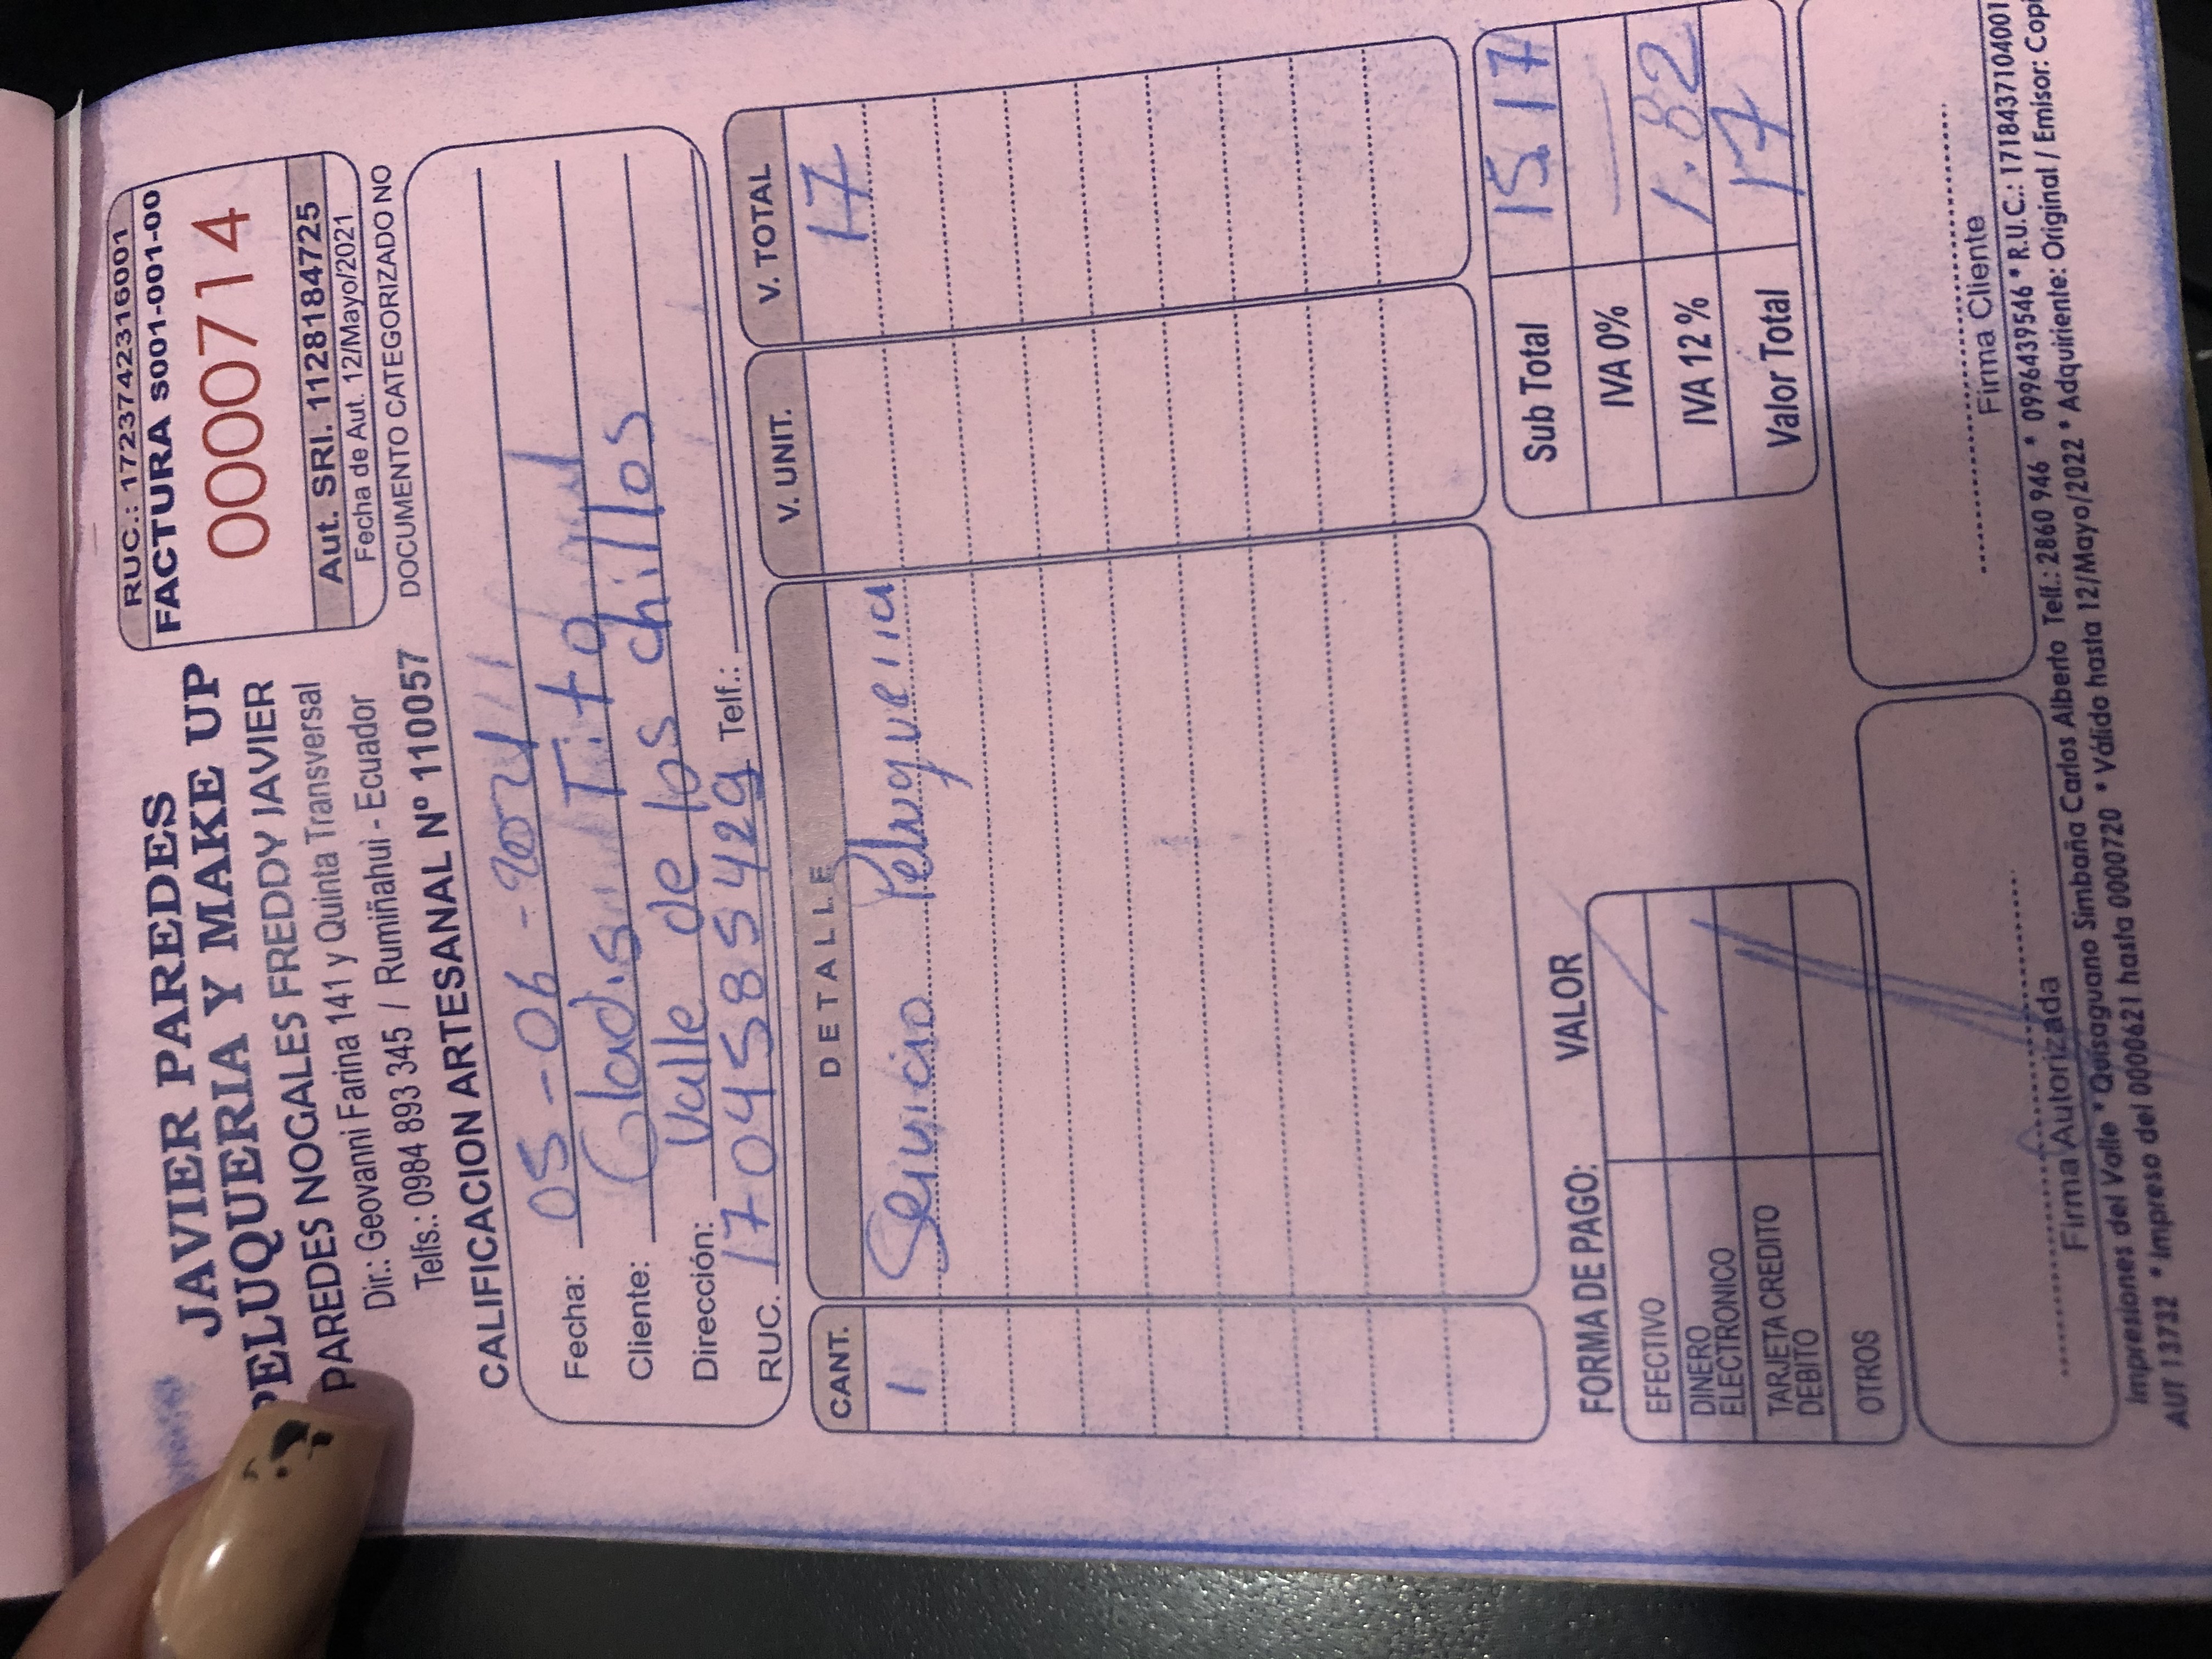 JAVIER PAREDES
PELUQUERIA Y MAKE UP
PAREDES NOGALES FREDDY JAVIER
Dir.: Geovanni Farina 141 y Quinta Transversal
Telfs.: 0984 893 345 / Rumiñahui - Ecuador
CALIFICACION ARTESANAL Nº 110057
RUC.: 1723742316001
FACTURA S001-001-00
0000714
Aut. SRI. 1128184725
Fecha de Aut. 12/Mayo/2021
DOCUMENTO CATEGORIZADO NO
Fecha: 05-06-2021
Cliente: Gladis Tito
Dirección: Valle de los chillos
RUC. 1704585429 Telf.:
CANT. DETALLE V. UNIT. V. TOTAL
1 Servicio Peluqueria 17
Sub Total 15.17
IVA 0%
IVA 12 % 1.82
Valor Total 17
FORMA DE PAGO: VALOR
EFECTIVO
DINERO
ELECTRONICO
TARJETA CREDITO
DEBITO
OTROS
Firma Autorizada
Firma Cliente
Impresiones del Valle * Quisaguano Simbaña Carlos Alberto Telf.: 2860 946 * 0996439546 * R.U.C.: 1718437104001
AUT 13732 * Impreso del 0000621 hasta 0000720 * Válido hasta 12/Mayo/2022 * Adquiriente: Original / Emisor: Copi